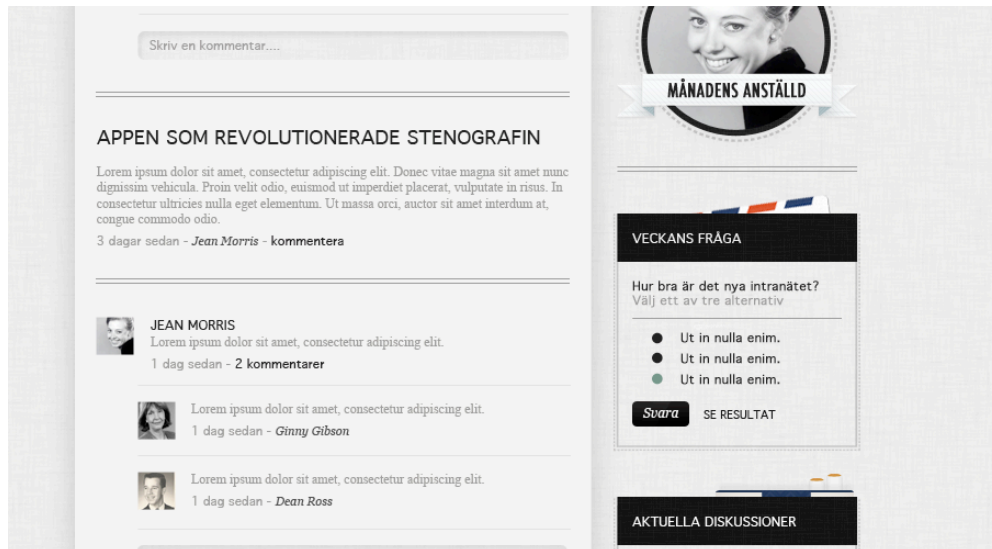 Skriv en kommentar....
APPEN SOM REVOLUTIONERADE STENOGRAFIN
Lorem ipsum dolor sit amet, consectetur adipiscing elit. Donec vitae magna sit amet nunc
dignissim vehicula. Proin velit odio, euismod ut imperdiet placerat, vulputate in risus. In
consectetur ultricies nulla eget elementum. Ut massa orci, auctor sit amet interdum at,
congue commodo odio.
3 dagar sedan - Jean Morris - kommentera
JEAN MORRIS
Lorem ipsum dolor sit amet, consectetur adipiscing elit.
1 dag sedan - 2 kommentarer
Lorem ipsum dolor sit amet, consectetur adipiscing elit.
1 dag sedan - Ginny Gibson
Lorem ipsum dolor sit amet, consectetur adipiscing elit.
1 dag sedan - Dean Ross
MÅNADENS ANSTÄLLD
VECKANS FRÅGA
Hur bra är det nya intranätet?
Välj ett av tre alternativ
Ut in nulla enim.
Ut in nulla enim.
Ut in nulla enim.
Svara SE RESULTAT
AKTUELLA DISKUSSIONER